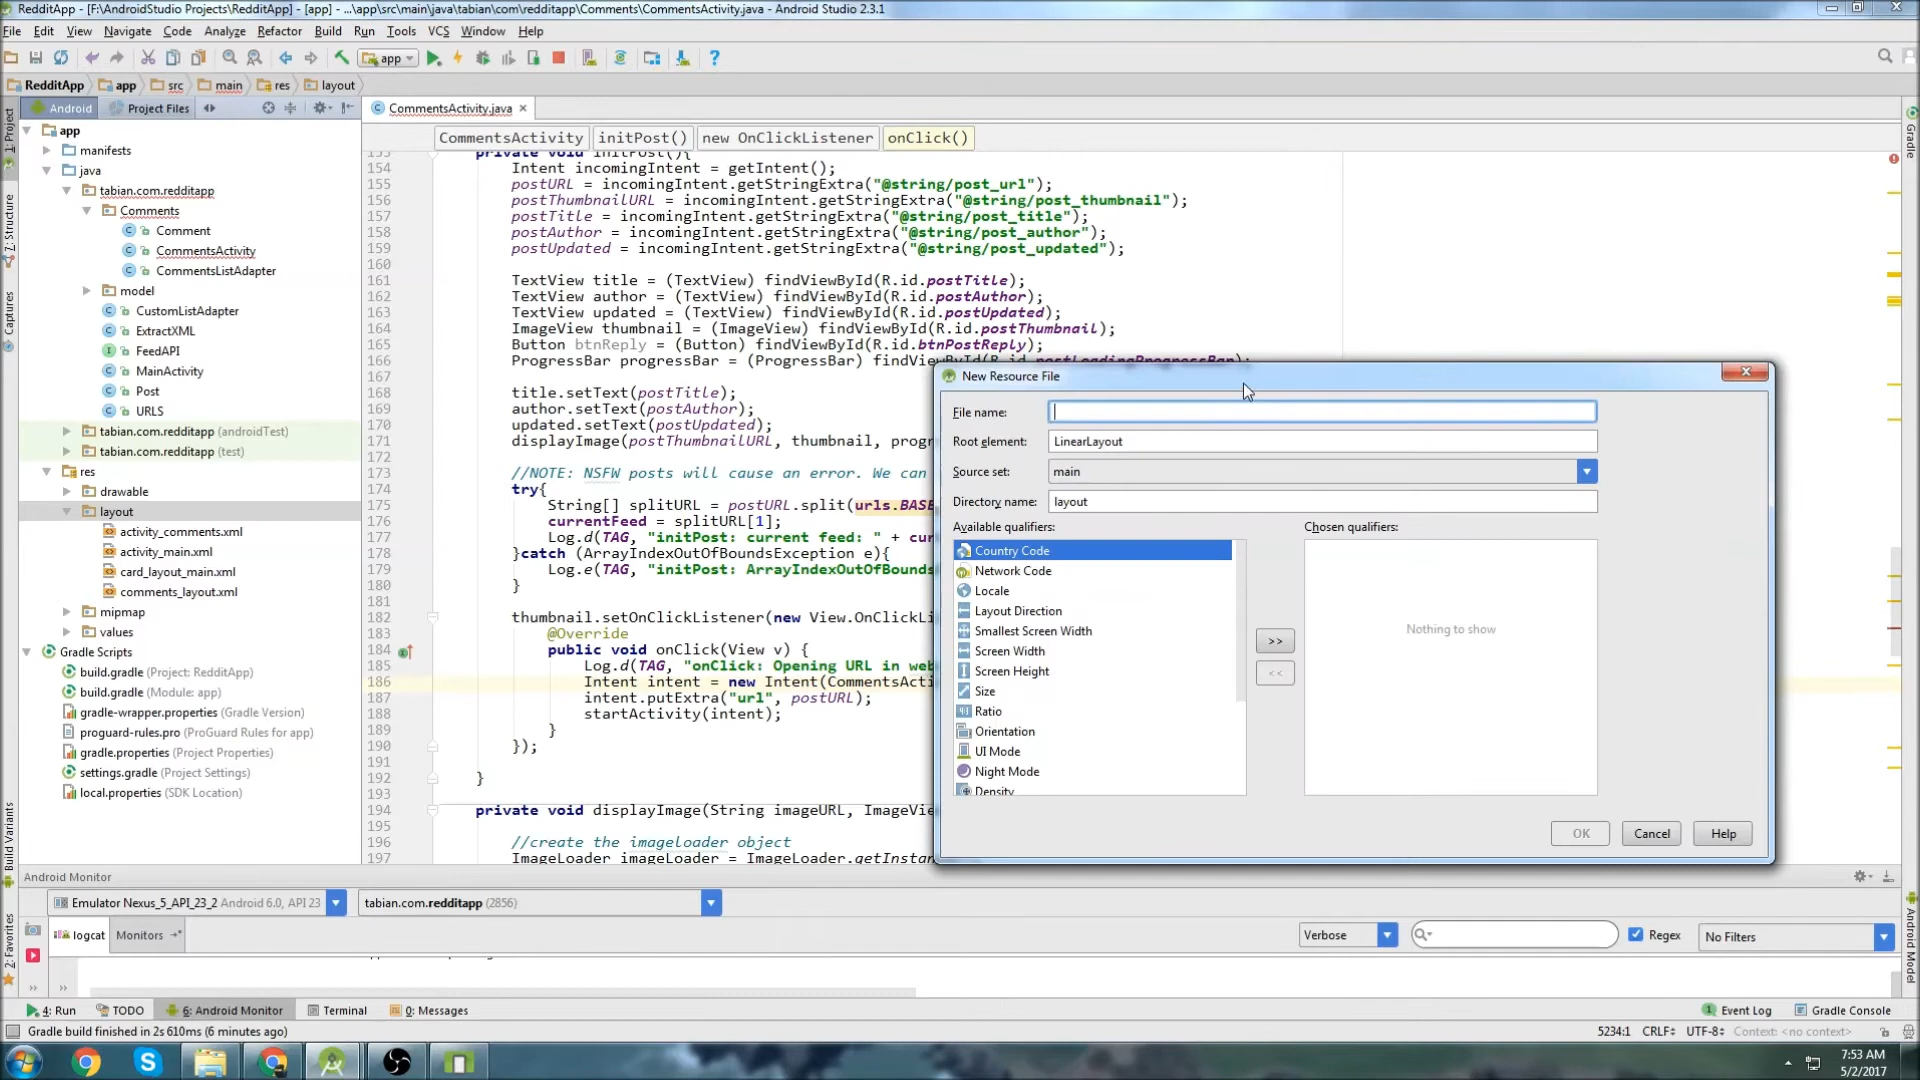 RedditApp - [F:\AndroidStudio Projects\RedditApp] - [app] - ...\app\src\main\java\tabian\com\redditapp\Comments\CommentsActivity.java - Android Studio 2.3.1
File Edit View Navigate Code Analyze Refactor Build Run Tools VCS Window Help
app
RedditApp app src main res layout
Android Project Files
CommentsActivity.java
CommentsActivity initPost() new OnClickListener onClick()
1: Project
7: Structure
Captures
Build Variants
2: Favorites
Gradle
Android Model
app
manifests
java
tabian.com.redditapp
Comments
Comment
CommentsActivity
CommentsListAdapter
model
CustomListAdapter
ExtractXML
FeedAPI
MainActivity
Post
URLS
tabian.com.redditapp (androidTest)
tabian.com.redditapp (test)
res
drawable
layout
activity_comments.xml
activity_main.xml
card_layout_main.xml
comments_layout.xml
mipmap
values
Gradle Scripts
build.gradle (Project: RedditApp)
build.gradle (Module: app)
gradle-wrapper.properties (Gradle Version)
proguard-rules.pro (ProGuard Rules for app)
gradle.properties (Project Properties)
settings.gradle (Project Settings)
local.properties (SDK Location)
153 private void initPost(){
154 Intent incomingIntent = getIntent();
155 postURL = incomingIntent.getStringExtra("@string/post_url");
156 postThumbnailURL = incomingIntent.getStringExtra("@string/post_thumbnail");
157 postTitle = incomingIntent.getStringExtra("@string/post_title");
158 postAuthor = incomingIntent.getStringExtra("@string/post_author");
159 postUpdated = incomingIntent.getStringExtra("@string/post_updated");
160
161 TextView title = (TextView) findViewById(R.id.postTitle);
162 TextView author = (TextView) findViewById(R.id.postAuthor);
163 TextView updated = (TextView) findViewById(R.id.postUpdated);
164 ImageView thumbnail = (ImageView) findViewById(R.id.postThumbnail);
165 Button btnReply = (Button) findViewById(R.id.btnPostReply);
166 ProgressBar progressBar = (ProgressBar) findViewById(R.id.postLoadingProgressBar);
167
168 title.setText(postTitle);
169 author.setText(postAuthor);
170 updated.setText(postUpdated);
171 displayImage(postThumbnailURL, thumbnail, prog
172
173 //NOTE: NSFW posts will cause an error. We can
174 try{
175 String[] splitURL = postURL.split(urls.BASE
176 currentFeed = splitURL[1];
177 Log.d(TAG, "initPost: current feed: " + cur
178 }catch (ArrayIndexOutOfBoundsException e){
179 Log.e(TAG, "initPost: ArrayIndexOutOfBounds
180 }
181
182 thumbnail.setOnClickListener(new View.OnClickLi
183 @Override
184 public void onClick(View v) {
185 Log.d(TAG, "onClick: Opening URL in web
186 Intent intent = new Intent(CommentsActi
187 intent.putExtra("url", postURL);
188 startActivity(intent);
189 }
190 });
191
192 }
193
194 private void displayImage(String imageURL, ImageVie
195
196 //create the imageloader object
197 ImageLoader imageLoader = ImageLoader.getInstan
New Resource File
File name:
Root element: LinearLayout
Source set: main
Directory name: layout
Available qualifiers: Chosen qualifiers:
Country Code
Network Code
Locale
Layout Direction
Smallest Screen Width
Screen Width
Screen Height
Size
Ratio
Orientation
UI Mode
Night Mode
Density
>>
<<
Nothing to show
OK Cancel Help
Android Monitor
Emulator Nexus_5_API_23_2 Android 6.0, API 23 tabian.com.redditapp (2856)
logcat Monitors Verbose Regex No Filters
4: Run TODO 6: Android Monitor Terminal 0: Messages Event Log Gradle Console
Gradle build finished in 2s 610ms (6 minutes ago) 5234:1 CRLF UTF-8 Context: <no context>
7:53 AM
5/2/2017